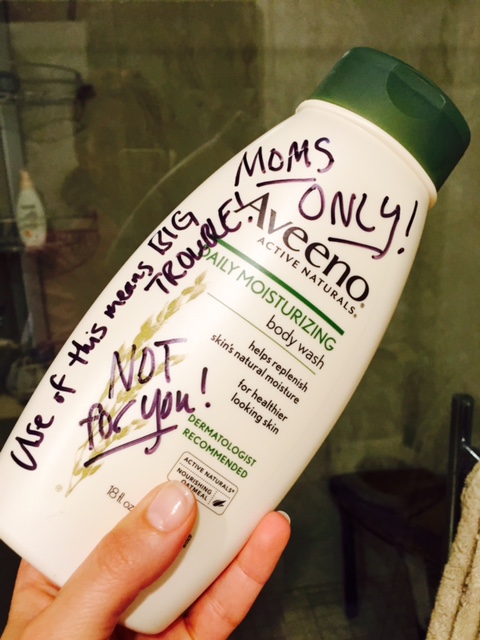 MOMS
ONLY!
Use of this means BIG
TROUBLE!
Aveeno®
ACTIVE NATURALS®
DAILY MOISTURIZING
body wash
helps replenish
skin's natural moisture
for healthier
looking skin
NOT
for you!
DERMATOLOGIST
RECOMMENDED
ACTIVE NATURALS®
NOURISHING
OATMEAL
18 fl. oz